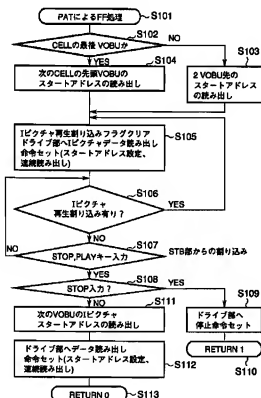 PATによるFF処理
S101
S102
CELLの最後 VOBUか
NO
S103
YES
S104
次のCELLの先頭VOBUの
スタートアドレスの読み出し
2 VOBU先の
スタートアドレス
の読み出し
S105
Iピクチャ再生割り込みフラグクリア
ドライブ部へIピクチャデータ読み出し
命令セット(スタートアドレス設定、
連続読み出し)
S106
Iピクチャ
再生割り込み有り?
YES
NO
S107
STOP,PLAYキー入力
STB部からの割り込み
NO
YES
S108
STOP入力?
YES
NO
S111
S109
次のVOBUのIピクチャ
スタートアドレスの読み出し
ドライブ部へ
停止命令セット
RETURN 1
S110
ドライブ部へデータ読み出し
命令セット(スタートアドレス設定、
連続読み出し)
S112
RETURN 0
S113